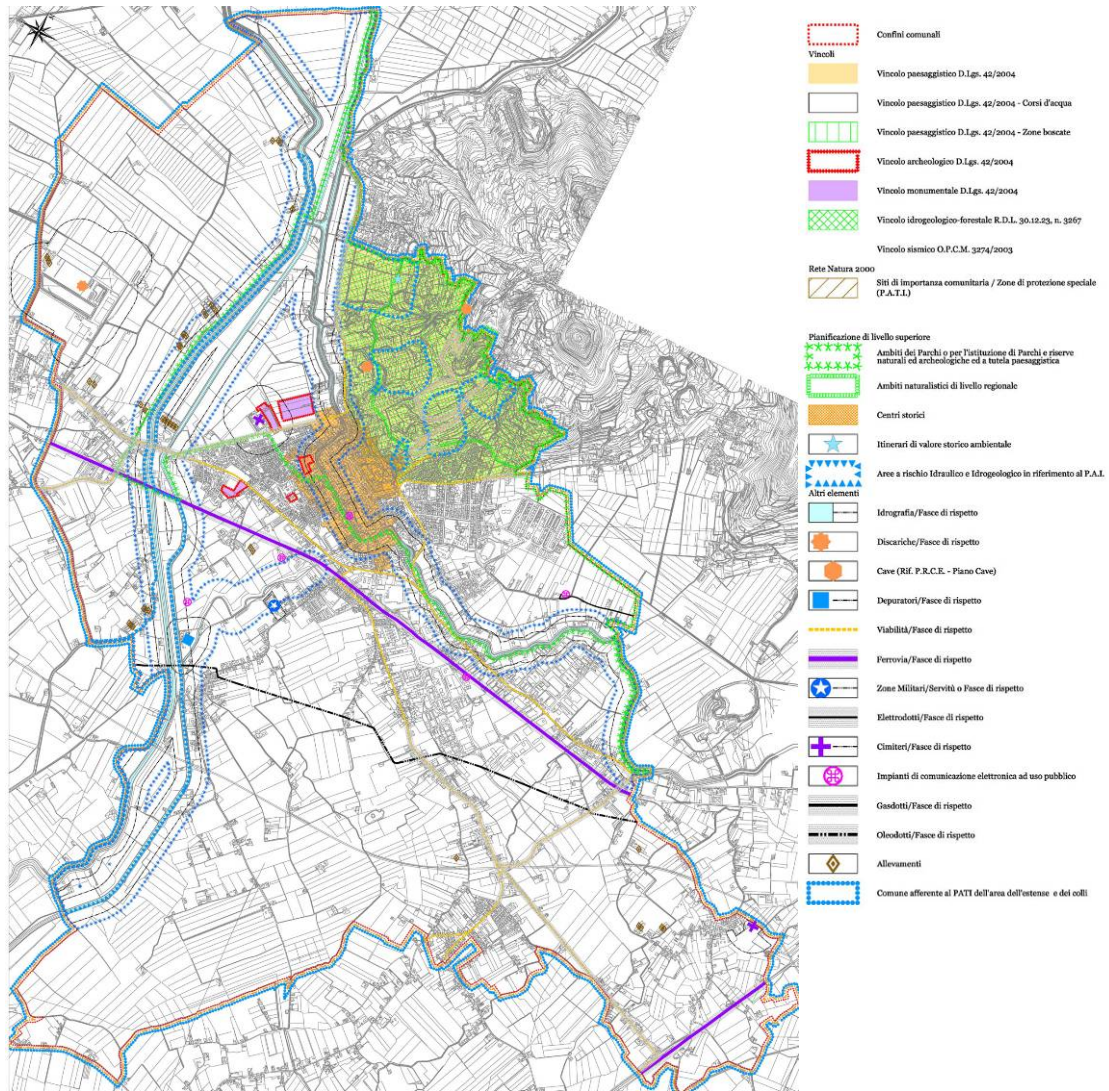 Confini comunali
Vincoli
Vincolo paesaggistico D.Lgs. 42/2004
Vincolo paesaggistico D.Lgs. 42/2004 - Corsi d'acqua
Vincolo paesaggistico D.Lgs. 42/2004 - Zone boscate
Vincolo archeologico D.Lgs. 42/2004
Vincolo monumentale D.Lgs. 42/2004
Vincolo idrogeologico-forestale R.D.L. 30.12.23, n. 3267
Vincolo sismico O.P.C.M. 3274/2003
Rete Natura 2000
Siti di importanza comunitaria / Zone di protezione speciale
(P.A.T.I.)
Pianificazione di livello superiore
Ambiti dei Parchi o per l'istituzione di Parchi e riserve
naturali ed archeologiche ed a tutela paesaggistica
Ambiti naturalistici di livello regionale
Centri storici
Itinerari di valore storico ambientale
Aree a rischio Idraulico e Idrogeologico in riferimento al P.A.I.
Altri elementi
Idrografia/Fasce di rispetto
Discariche/Fasce di rispetto
Cave (Rif. P.R.C.E. - Piano Cave)
Depuratori/Fasce di rispetto
Viabilità/Fasce di rispetto
Ferrovia/Fasce di rispetto
Zone Militari/Servitù o Fasce di rispetto
Elettrodotti/Fasce di rispetto
Cimiteri/Fasce di rispetto
Impianti di comunicazione elettronica ad uso pubblico
Gasdotti/Fasce di rispetto
Oleodotti/Fasce di rispetto
Allevamenti
Comune afferente al PATI dell'area dell'estense e dei colli